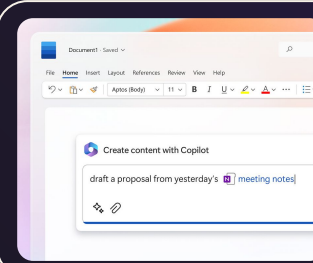 Document1 - Saved
File Home Insert Layout References Review View Help
Aptos (Body) 11 B I U A
Create content with Copilot
draft a proposal from yesterday's N meeting notes